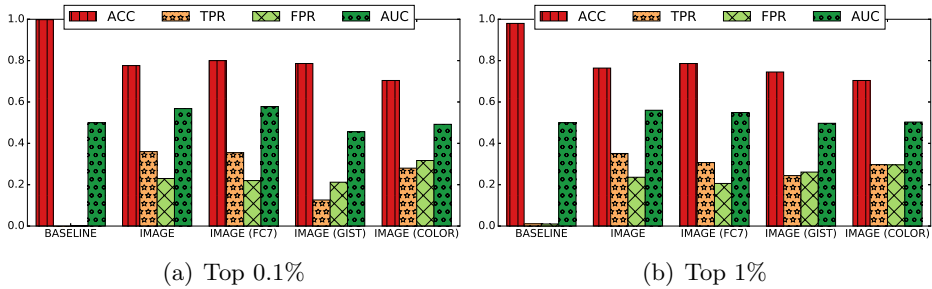 ACC TPR FPR AUC
1.0
0.8
0.6
0.4
0.2
0.0
BASELINE IMAGE IMAGE (FC7) IMAGE (GIST) IMAGE (COLOR)
(a) Top 0.1%
ACC TPR FPR AUC
1.0
0.8
0.6
0.4
0.2
0.0
BASELINE IMAGE IMAGE (FC7) IMAGE (GIST) IMAGE (COLOR)
(b) Top 1%